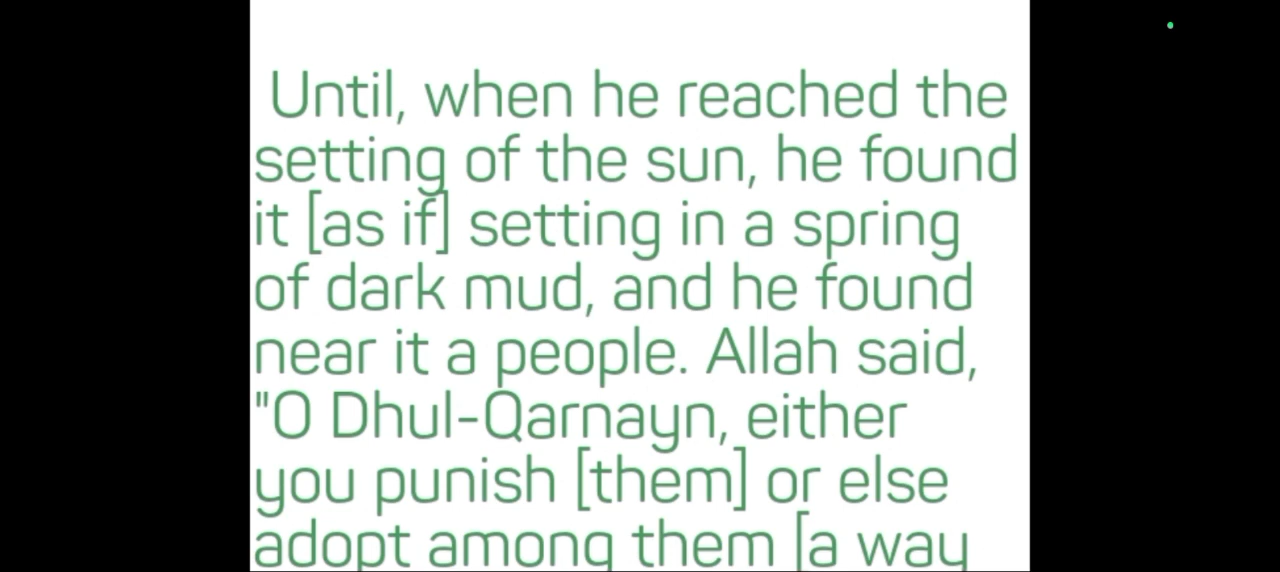 Until, when he reached the
setting of the sun, he found
it [as if] setting in a spring
of dark mud, and he found
near it a people. Allah said,
"O Dhul-Qarnayn, either
you punish [them] or else
adopt among them [a way